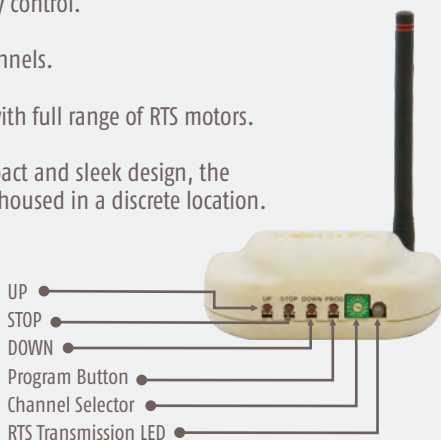 y control.
nnels.
with full range of RTS motors.
pact and sleek design, the
housed in a discrete location.
UP STOP DOWN PROG
UP
STOP
DOWN
Program Button
Channel Selector
RTS Transmission LED